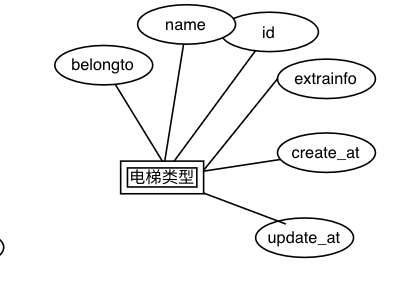 name
id
belongto
extrainfo
create_at
电梯类型
update_at